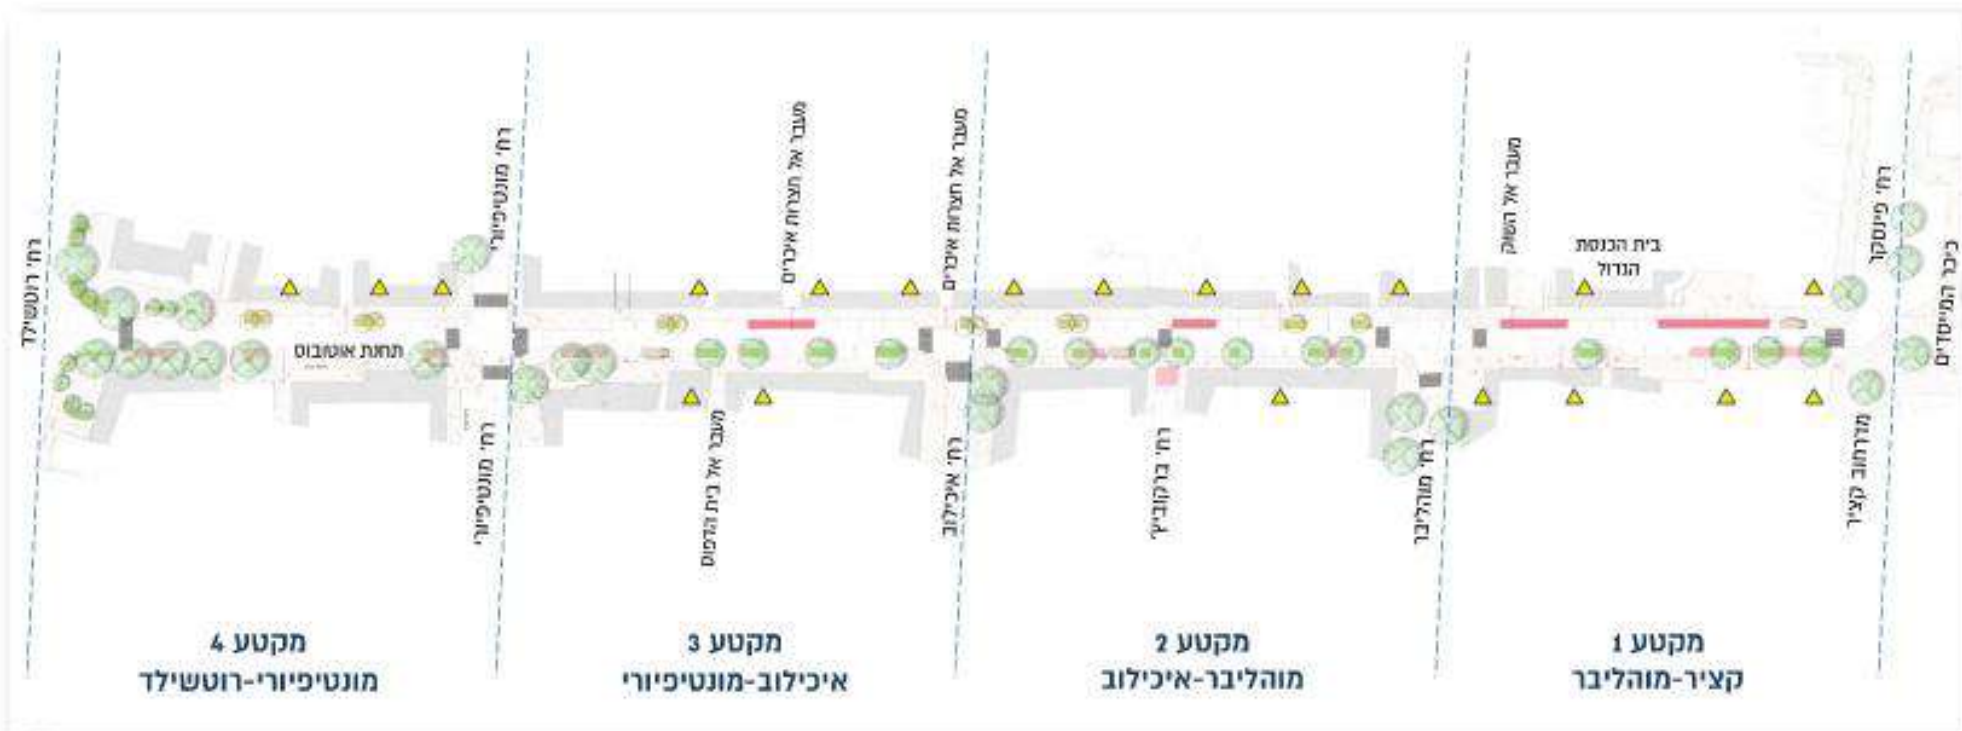 כיכר המייסדים
רח' פינסקר
מדרחוב קציר
בית הכנסת
הגדול
מעבר אל השוק
רח' מוהליבר
רח' ברקוביץ'
מעבר אל חצרות איכרים
רח' איכילוב
מעבר אל חצרות איכרים
מעבר אל בית הדפוס
רח' מונטיפיורי
רח' מונטיפיורי
תחנת אוטובוס
רח' רוטשילד
מקטע 1
קציר-מוהליבר
מקטע 2
מוהליבר-איכילוב
מקטע 3
איכילוב-מונטיפיורי
מקטע 4
מונטיפיורי-רוטשילד